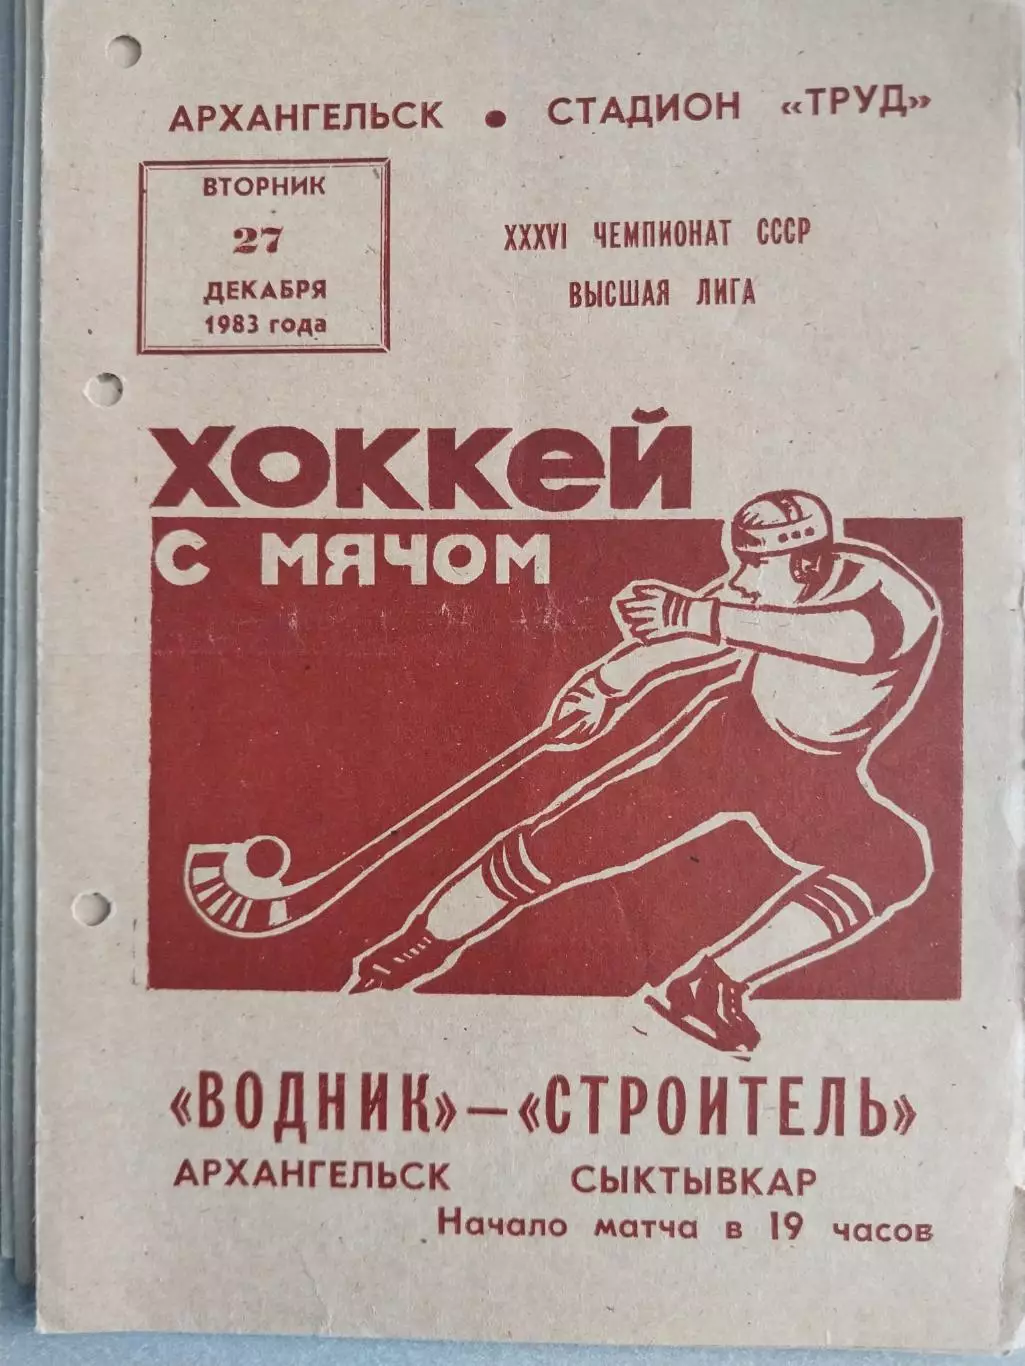 АРХАНГЕЛЬСК • СТАДИОН «ТРУД»
ВТОРНИК
27
ДЕКАБРЯ
1983 года
XXXVI ЧЕМПИОНАТ СССР
ВЫСШАЯ ЛИГА
ХОККЕЙ
С МЯЧОМ
«ВОДНИК» — «СТРОИТЕЛЬ»
АРХАНГЕЛЬСК СЫКТЫВКАР
Начало матча в 19 часов